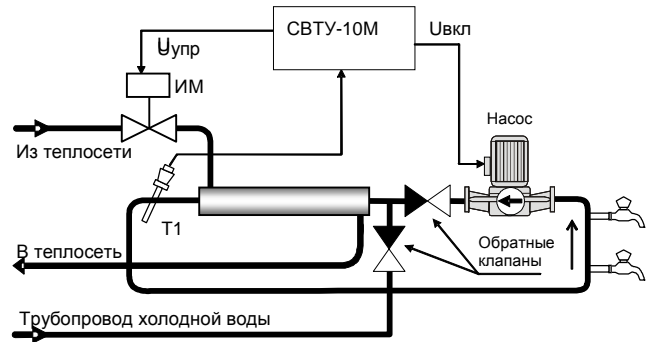 СВТУ-10М
Uупр
Uвкл
ИМ
Насос
Из теплосети
Т1
В теплосеть
Обратные
клапаны
Трубопровод холодной воды